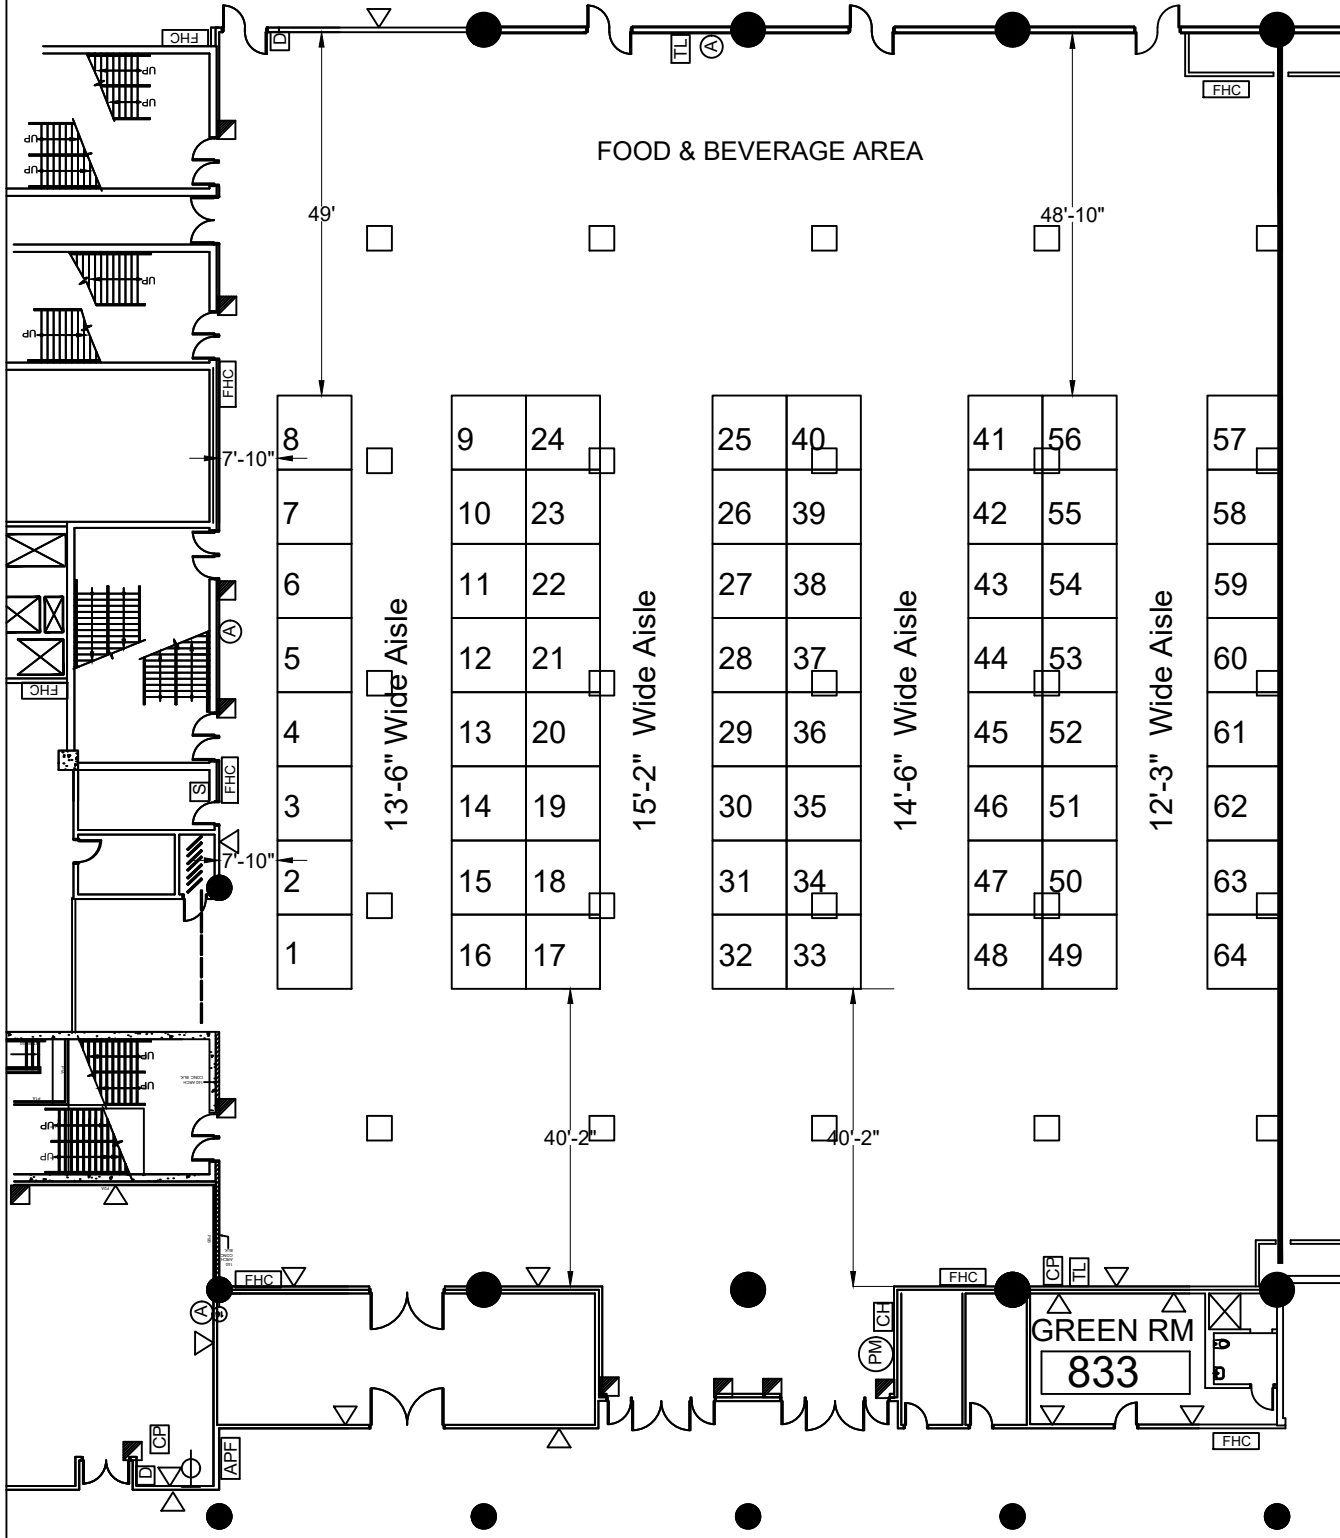 FHC
D
TL
A
FHC
UP
UP
UP
UP
FOOD & BEVERAGE AREA
49'
48'-10"
UP
UP
FHC
8 9 24 25 40 41 56 57
7'-10"
7 10 23 26 39 42 55 58
6 11 22 27 38 43 54 59
A
5 12 21 28 37 44 53 60
FHC
4 13 20 29 36 45 52 61
13'-6" Wide Aisle
15'-2" Wide Aisle
14'-6" Wide Aisle
12'-3" Wide Aisle
S
FHC
3 14 19 30 35 46 51 62
7'-10"
2 15 18 31 34 47 50 63
1 16 17 32 33 48 49 64
UP
UP
UP
UP
40'-2"
40'-2"
FHC
FHC
CP
TL
A
CH
PM
GREEN RM
833
CP
D
APF
FHC